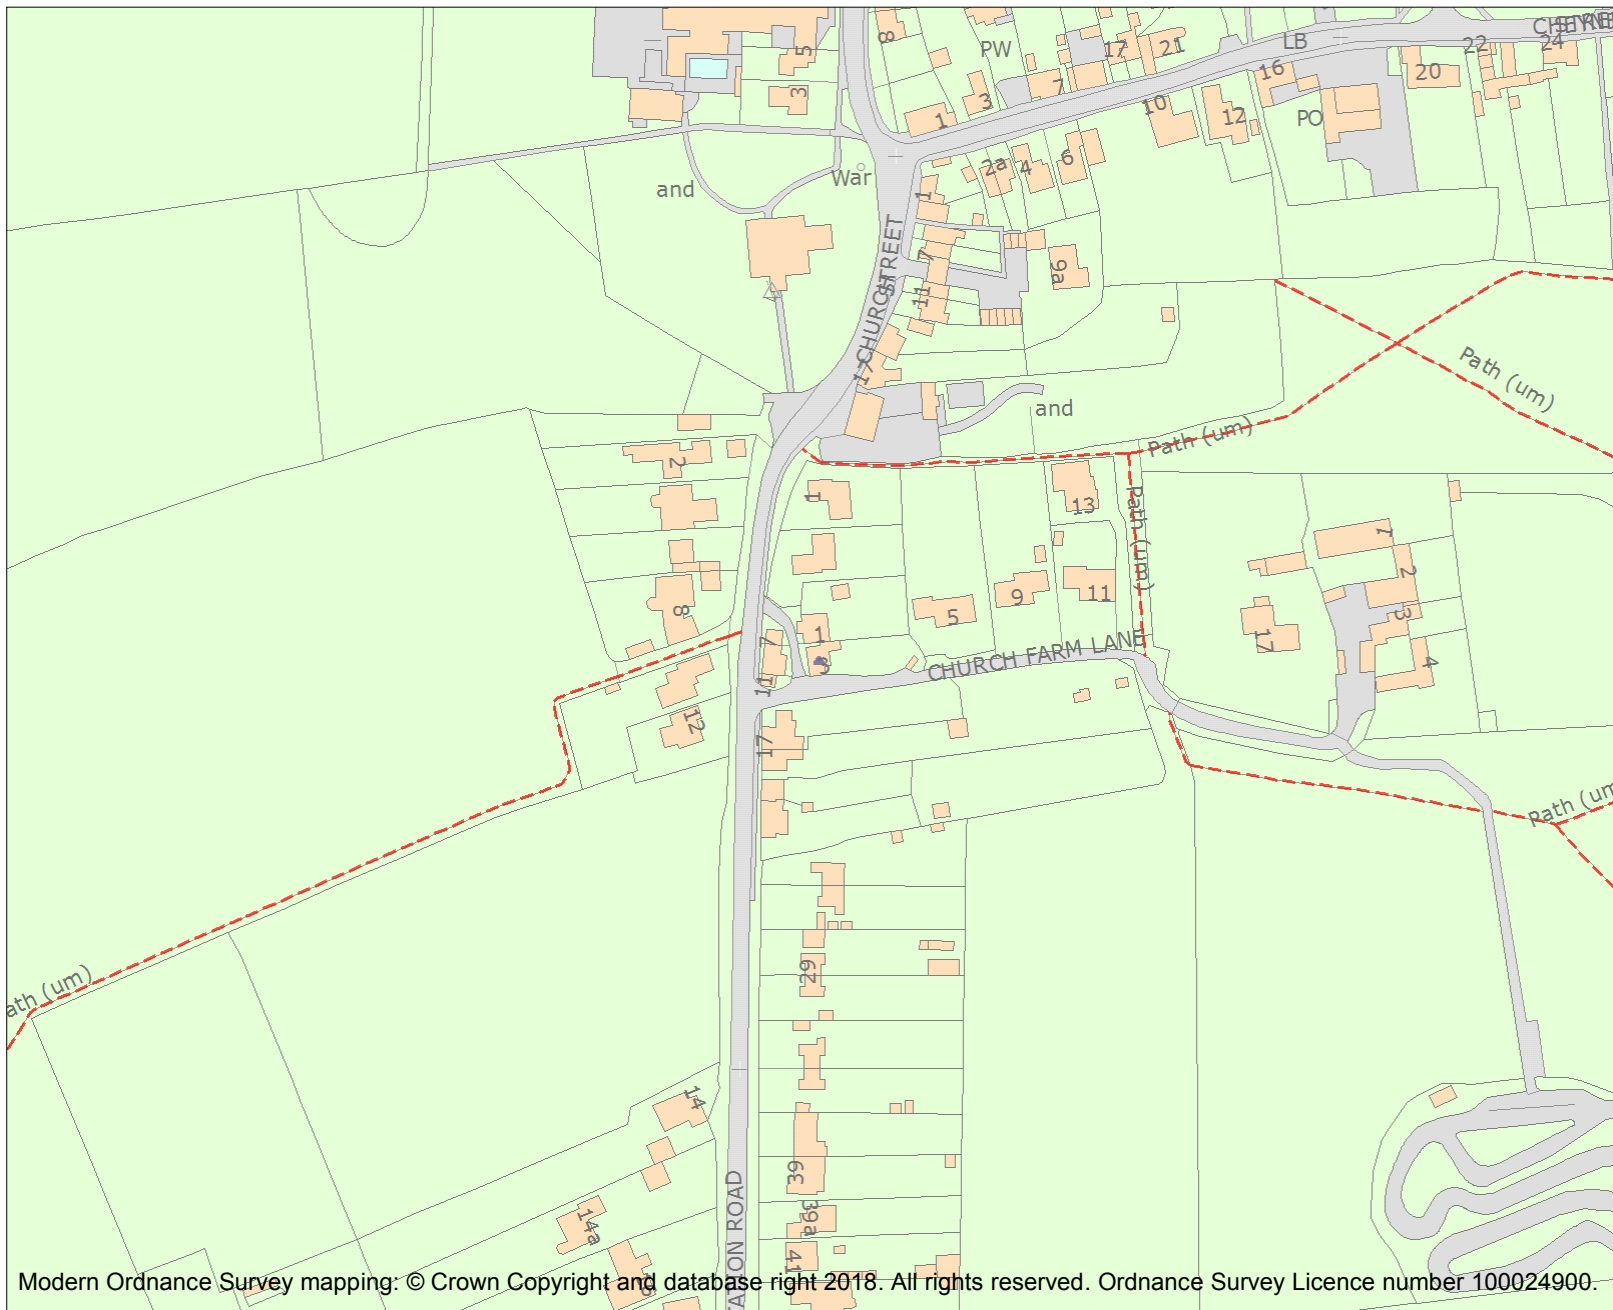 CHEYNE
STREET
8
5
PW
17
21
LB
22
24
16
20
3
3
7
1
10
12
PO
2a
4
6
War
and
1
7
9a
11
CHURCH STREET
17
and
Path (um)
Path (um)
2
1
13
Path (um)
1
2
3
17
4
8
5
9
11
1
3
7
11
CHURCH FARM LANE
12
17
Path (um)
ath (um)
29
14
39
39a
14a
41
STATION ROAD
Modern Ordnance Survey mapping: © Crown Copyright and database right 2018. All rights reserved. Ordnance Survey Licence number 100024900.